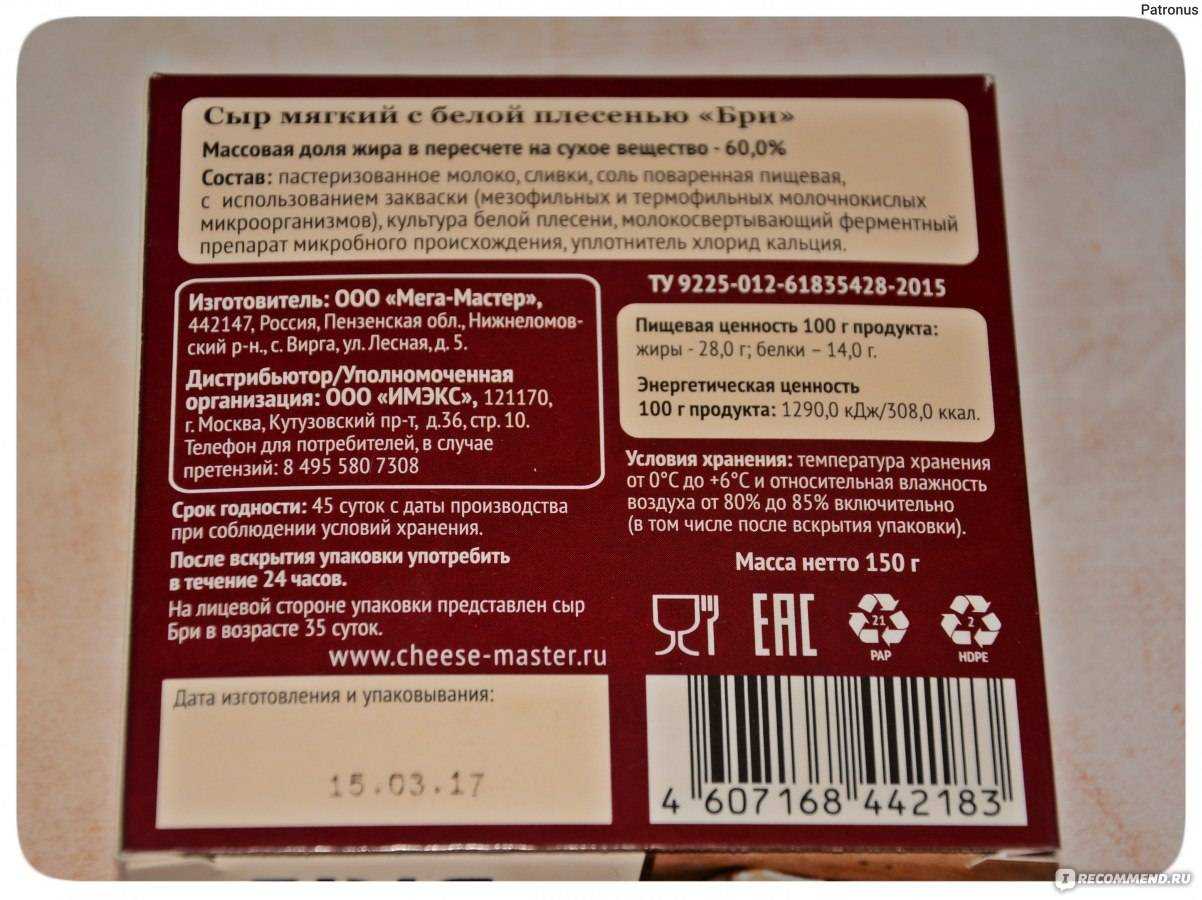 Patronus
Сыр мягкий с белой плесенью «Бри»
Массовая доля жира в пересчете на сухое вещество - 60,0%
Состав: пастеризованное молоко, сливки, соль поваренная пищевая,
с использованием закваски (мезофильных и термофильных молочнокислых
микроорганизмов), культура белой плесени, молокосвертывающий ферментный
препарат микробного происхождения, уплотнитель хлорид кальция.
Изготовитель: ООО «Мега-Мастер»,
442147, Россия, Пензенская обл., Нижнеломов-
ский р-н., с. Вирга, ул. Лесная, д. 5.
Дистрибьютор/Уполномоченная
организация: ООО «ИМЭКС», 121170,
г. Москва, Кутузовский пр-т, д.36, стр. 10.
Телефон для потребителей, в случае
претензий: 8 495 580 7308
Срок годности: 45 суток с даты производства
при соблюдении условий хранения.
После вскрытия упаковки употребить
в течение 24 часов.
На лицевой стороне упаковки представлен сыр
Бри в возрасте 35 суток.
www.cheese-master.ru
Дата изготовления и упаковывания:
15.03.17
ТУ 9225-012-61835428-2015
Пищевая ценность 100 г продукта:
жиры - 28,0 г; белки – 14,0 г.
Энергетическая ценность
100 г продукта: 1290,0 кДж/308,0 ккал.
Условия хранения: температура хранения
от 0°С до +6°С и относительная влажность
воздуха от 80% до 85% включительно
(в том числе после вскрытия упаковки).
Масса нетто 150 г
EAC
21
PAP
2
HDPE
4 607168 442183
I RECOMMEND.RU